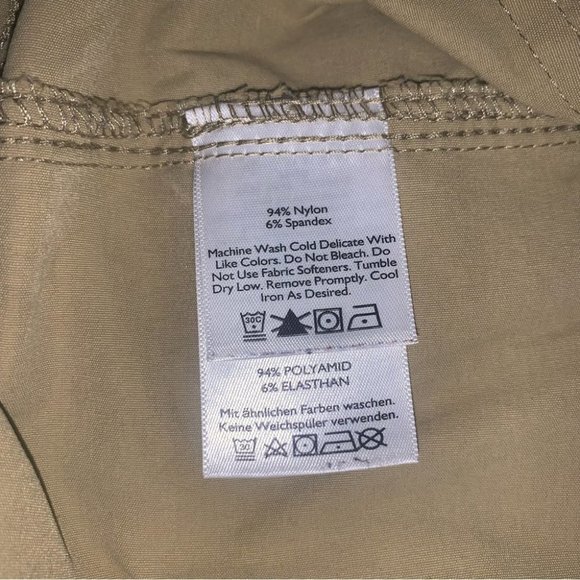 94% Nylon
6% Spandex
Machine Wash Cold Delicate With
Like Colors. Do Not Bleach. Do
Not Use Fabric Softeners. Tumble
Dry Low. Remove Promptly. Cool
Iron As Desired.
30C
94% POLYAMID
6% ELASTHAN
Mit ähnlichen Farben waschen.
Keine Weichspüler verwenden.
30